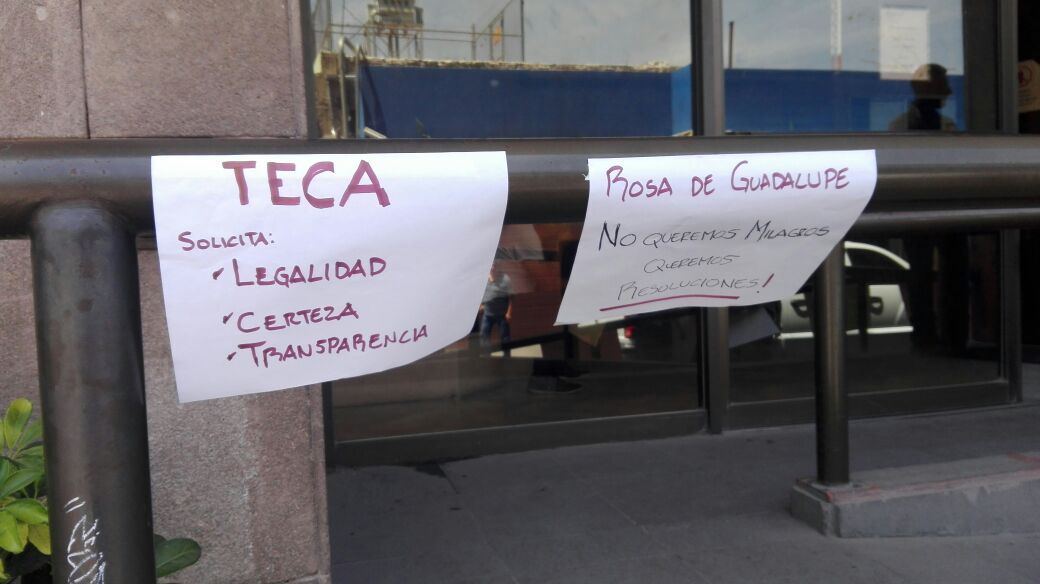 TECA
SOLICITA:
✓LEGALIDAD
✓CERTEZA
✓TRANSPARENCIA
ROSA DE GUADALUPE
NO QUEREMOS MILAGROS
QUEREMOS
RESOLUCIONES!